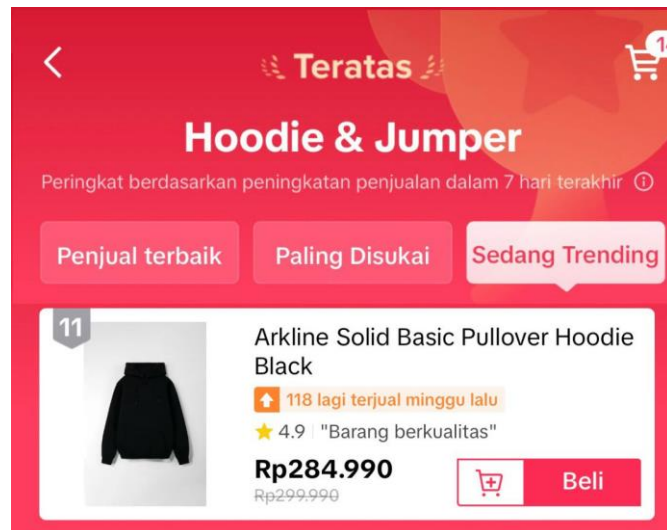 Teratas
Hoodie & Jumper
Peringkat berdasarkan peningkatan penjualan dalam 7 hari terakhir
Penjual terbaik
Paling Disukai
Sedang Trending
11
Arkline Solid Basic Pullover Hoodie
Black
118 lagi terjual minggu lalu
4.9 "Barang berkualitas"
Rp284.990
Rp299.990
Beli